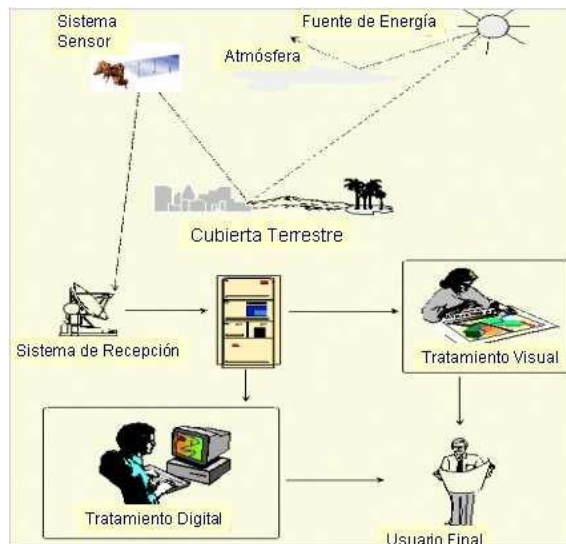 Sistema
Sensor
Fuente de Energía
Atmósfera
Cubierta Terrestre
Sistema de Recepción
Tratamiento Visual
Tratamiento Digital
Usuario Final